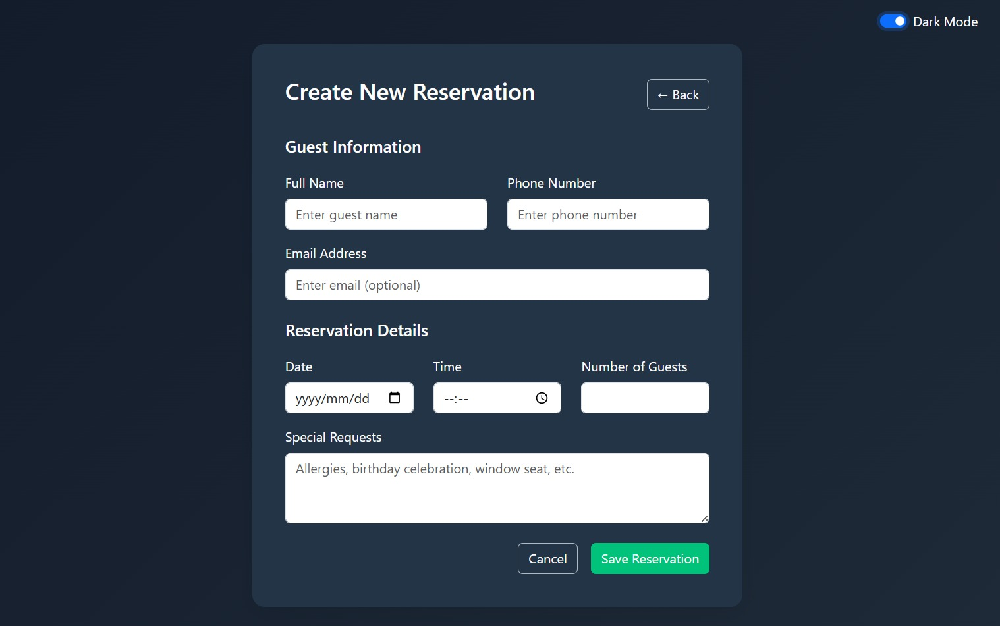 Dark Mode
Create New Reservation
← Back
Guest Information
Full Name
Phone Number
Enter guest name
Enter phone number
Email Address
Enter email (optional)
Reservation Details
Date
Time
Number of Guests
yyyy/mm/dd
--:--
Special Requests
Allergies, birthday celebration, window seat, etc.
Cancel
Save Reservation